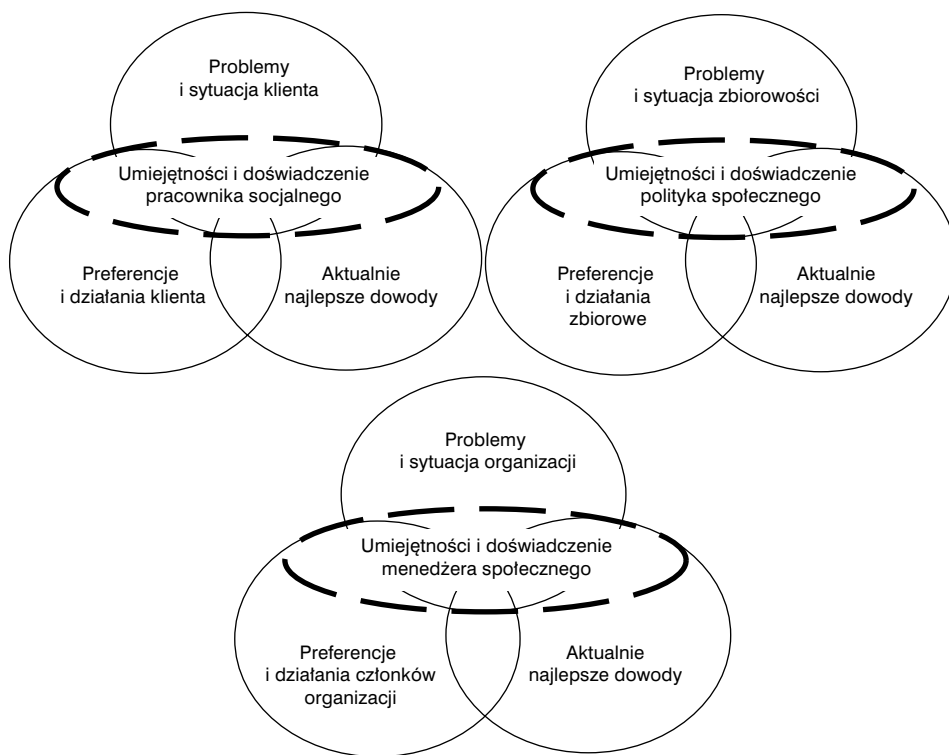 Problemy
i sytuacja klienta
Umiejętności i doświadczenie
pracownika socjalnego
Preferencje
i działania klienta
Aktualnie
najlepsze dowody
Problemy
i sytuacja zbiorowości
Umiejętności i doświadczenie
polityka społecznego
Preferencje
i działania
zbiorowe
Aktualnie
najlepsze dowody
Problemy
i sytuacja organizacji
Umiejętności i doświadczenie
menedżera społecznego
Preferencje
i działania członków
organizacji
Aktualnie
najlepsze dowody